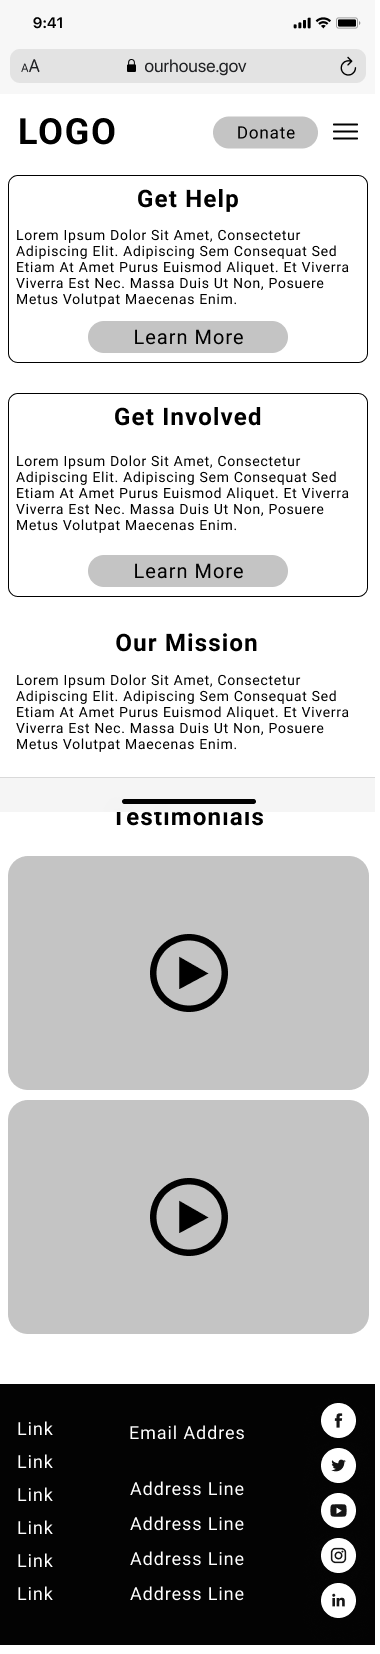 9:41
AA ourhouse.gov
LOGO Donate
Get Help
Lorem Ipsum Dolor Sit Amet, Consectetur
Adipiscing Elit. Adipiscing Sem Consequat Sed
Etiam At Amet Purus Euismod Aliquet. Et Viverra
Viverra Est Nec. Massa Duis Ut Non, Posuere
Metus Volutpat Maecenas Enim.
Learn More
Get Involved
Lorem Ipsum Dolor Sit Amet, Consectetur
Adipiscing Elit. Adipiscing Sem Consequat Sed
Etiam At Amet Purus Euismod Aliquet. Et Viverra
Viverra Est Nec. Massa Duis Ut Non, Posuere
Metus Volutpat Maecenas Enim.
Learn More
Our Mission
Lorem Ipsum Dolor Sit Amet, Consectetur
Adipiscing Elit. Adipiscing Sem Consequat Sed
Etiam At Amet Purus Euismod Aliquet. Et Viverra
Viverra Est Nec. Massa Duis Ut Non, Posuere
Metus Volutpat Maecenas Enim.
Testimonials
Link
Link
Link
Link
Link
Link
Email Addres
Address Line
Address Line
Address Line
Address Line
f
in